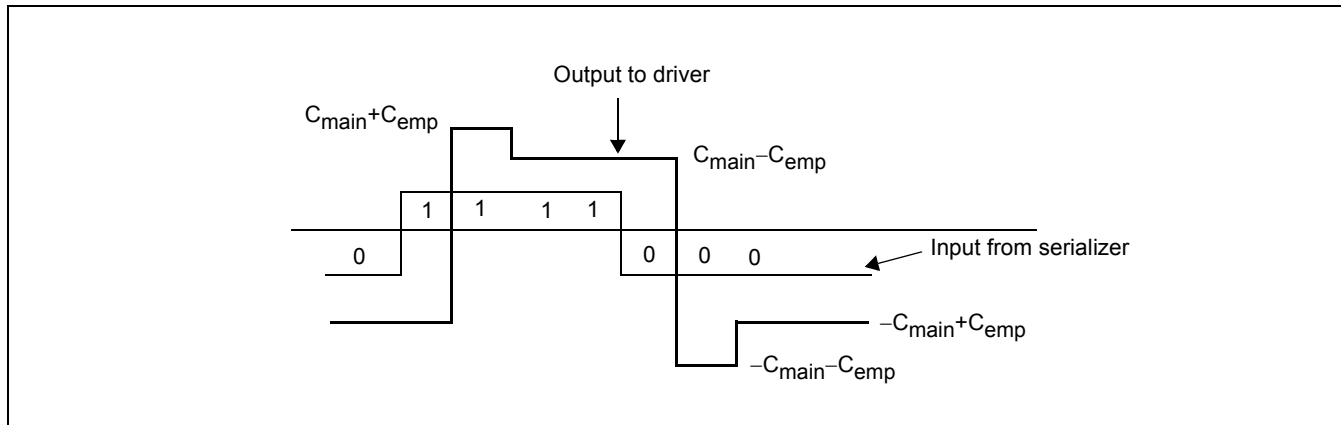 Output to driver
Cmain+Cemp
Cmain−Cemp
1 1 1 1
0 0 0 0
Input from serializer
−Cmain+Cemp
−Cmain−Cemp